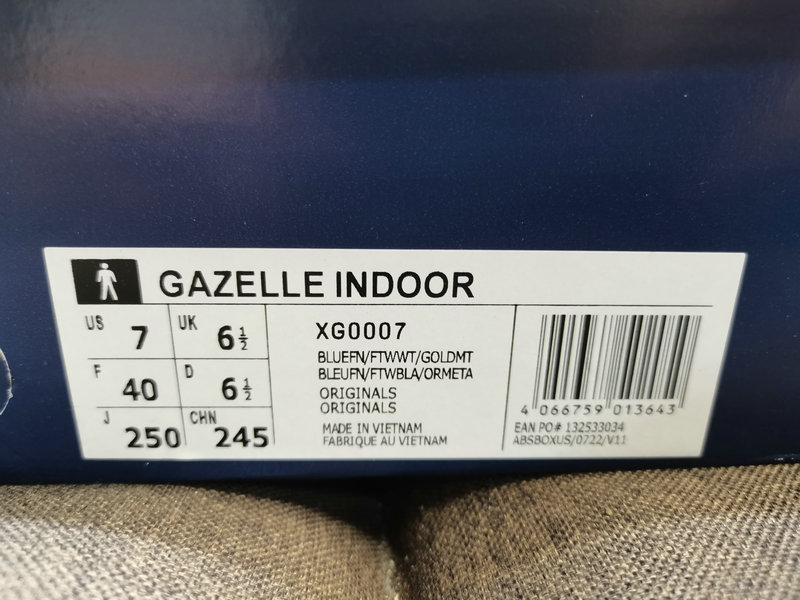 GAZELLE INDOOR
US 7 UK 6½
F 40 D 6½
J 250 CHN 245
XG0007
BLUEFN/FTWWT/GOLDMT
BLEUFN/FTWBLA/ORMETA
ORIGINALS
ORIGINALS
MADE IN VIETNAM
FABRIQUE AU VIETNAM
4 066759 013643
EAN PO# 132533034
ABSBOXUS/0722/V11